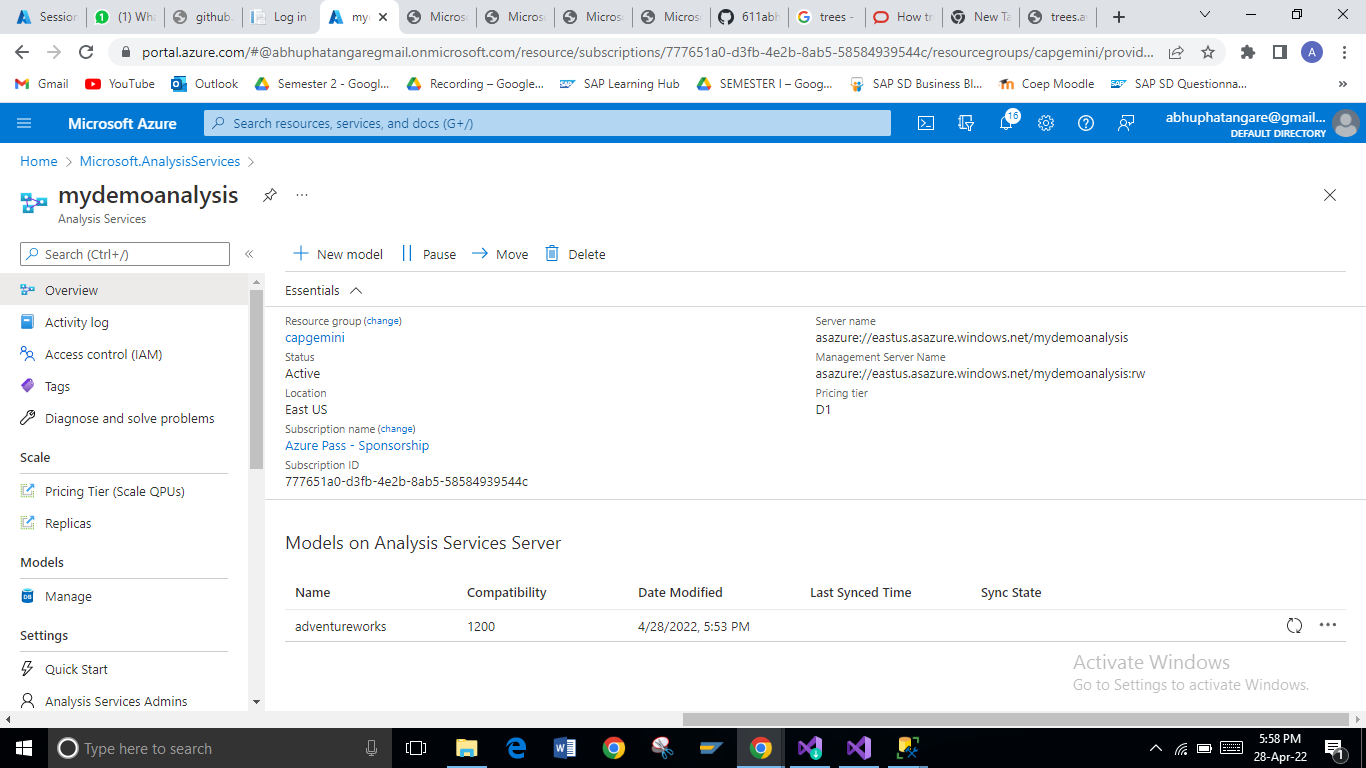 Session
(1) Wha
github.
Log in
my
Micros
Micros
Micros
Micros
611abh
trees -
How tr
New Ta
trees.a
portal.azure.com/#@abhuphatangaregmail.onmicrosoft.com/resource/subscriptions/777651a0-d3fb-4e2b-8ab5-58584939544c/resourcegroups/capgemini/provid...
A
Gmail
YouTube
Outlook
Semester 2 - Googl...
Recording – Google...
SAP Learning Hub
SEMESTER I – Goog...
SAP SD Business Bl...
Coep Moodle
SAP SD Questionna...
»
Microsoft Azure
Search resources, services, and docs (G+/)
16
abhuphatangare@gmail....
DEFAULT DIRECTORY
Home > Microsoft.AnalysisServices >
mydemoanalysis
...
Analysis Services
Search (Ctrl+/)
«
New model
Pause
Move
Delete
Essentials
Overview
Activity log
Access control (IAM)
Tags
Diagnose and solve problems
Scale
Pricing Tier (Scale QPUs)
Replicas
Models
Manage
Settings
Quick Start
Analysis Services Admins
Resource group (change)
capgemini
Status
Active
Location
East US
Subscription name (change)
Azure Pass - Sponsorship
Subscription ID
777651a0-d3fb-4e2b-8ab5-58584939544c
Server name
asazure://eastus.asazure.windows.net/mydemoanalysis
Management Server Name
asazure://eastus.asazure.windows.net/mydemoanalysis:rw
Pricing tier
D1
Models on Analysis Services Server
Name Compatibility Date Modified Last Synced Time Sync State
adventureworks 1200 4/28/2022, 5:53 PM
Activate Windows
Go to Settings to activate Windows.
Type here to search
5:58 PM
28-Apr-22
1